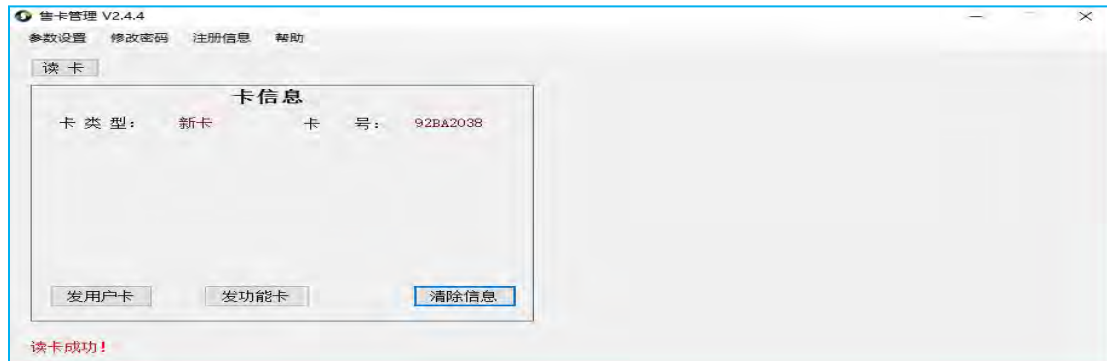 售卡管理 V2.4.4
参数设置 修改密码 注册信息 帮助
读 卡
卡信息
卡 类 型： 新卡 卡 号： 92BA2038
发用户卡 发功能卡 清除信息
读卡成功！